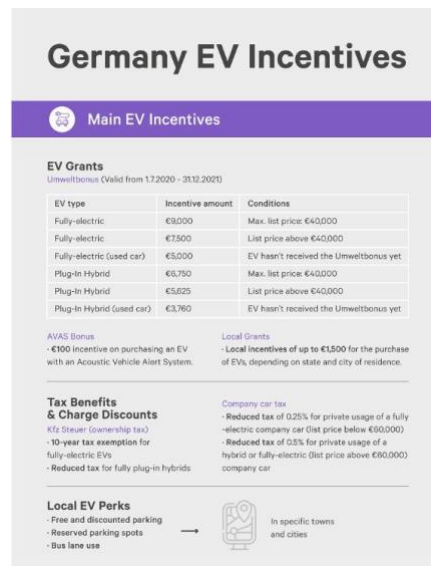 Germany EV Incentives
Main EV Incentives
EV Grants
Umweltbonus (Valid from 1.7.2020 - 31.12.2021)
EV type Incentive amount Conditions
Fully-electric €9,000 Max. list price: €40,000
Fully-electric €7,500 List price above €40,000
Fully-electric (used car) €5,000 EV hasn't received the Umweltbonus yet
Plug-In Hybrid €6,750 Max. list price: €40,000
Plug-In Hybrid €5,625 List price above €40,000
Plug-In Hybrid (used car) €3,760 EV hasn't received the Umweltbonus yet
AVAS Bonus
· €100 incentive on purchasing an EV
with an Acoustic Vehicle Alert System.
Local Grants
· Local incentives of up to €1,500 for the purchase
of EVs, depending on state and city of residence.
Tax Benefits
& Charge Discounts
Kfz Steuer (ownership tax)
· 10-year tax exemption for
fully-electric EVs
· Reduced tax for fully plug-in hybrids
Company car tax
· Reduced tax of 0.25% for private usage of a fully
-electric company car (list price below €60,000)
· Reduced tax of 0.5% for private usage of a
hybrid or fully-electric (list price above €60,000)
company car
Local EV Perks
· Free and discounted parking
· Reserved parking spots
· Bus lane use
In specific towns
and cities